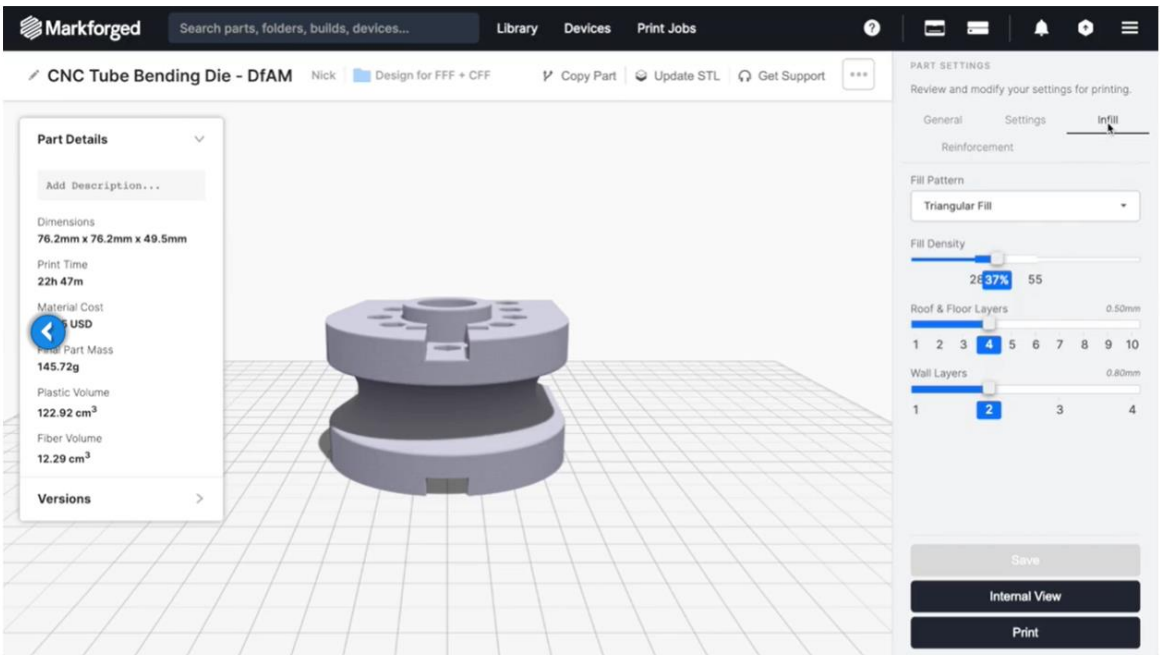 Markforged
Search parts, folders, builds, devices...
Library
Devices
Print Jobs
CNC Tube Bending Die - DfAM
Nick
Design for FFF + CFF
Copy Part
Update STL
Get Support
Part Details
Add Description...
Dimensions
76.2mm x 76.2mm x 49.5mm
Print Time
22h 47m
Material Cost
USD
Final Part Mass
145.72g
Plastic Volume
122.92 cm³
Fiber Volume
12.29 cm³
Versions
PART SETTINGS
Review and modify your settings for printing.
General
Settings
Infill
Reinforcement
Fill Pattern
Triangular Fill
Fill Density
28 37% 55
Roof & Floor Layers 0.50mm
1 2 3 4 5 6 7 8 9 10
Wall Layers 0.80mm
1 2 3 4
Save
Internal View
Print